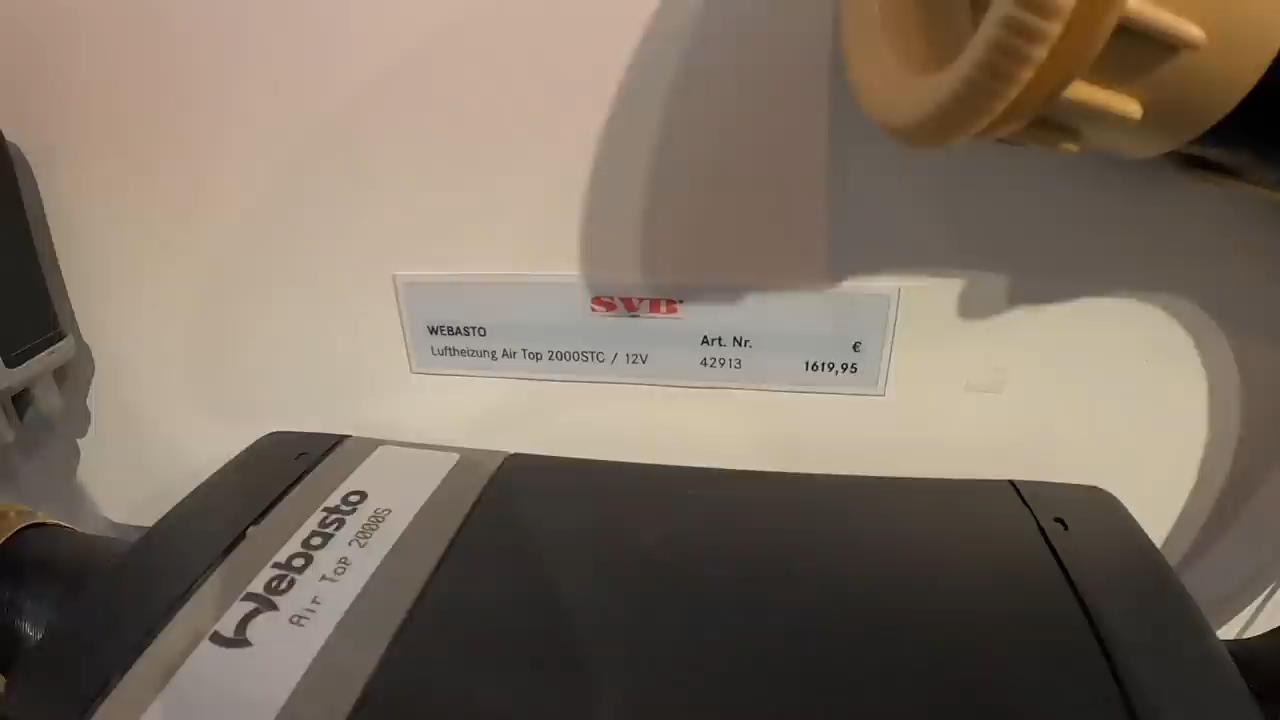 SVB
WEBASTO
Luftheizung Air Top 2000STC / 12V
Art. Nr.
42913
€
1619,95
Webasto
Air Top 2000S